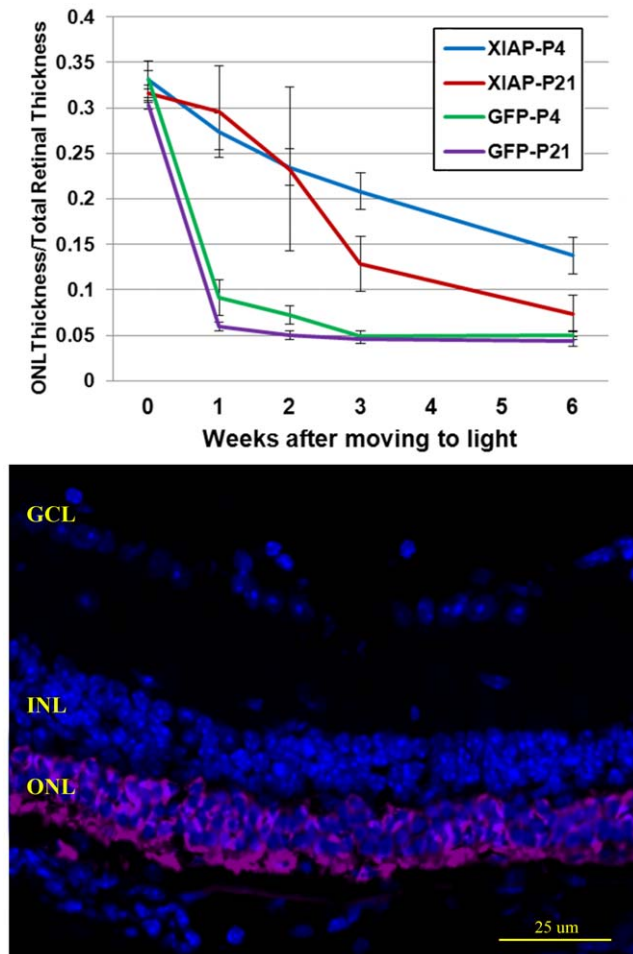 0.4
0.35
0.3
0.25
0.2
0.15
0.1
0.05
0
ONL Thickness/Total Retinal Thickness
XIAP-P4
XIAP-P21
GFP-P4
GFP-P21
0 1 2 3 4 5 6
Weeks after moving to light
GCL
INL
ONL
25 um